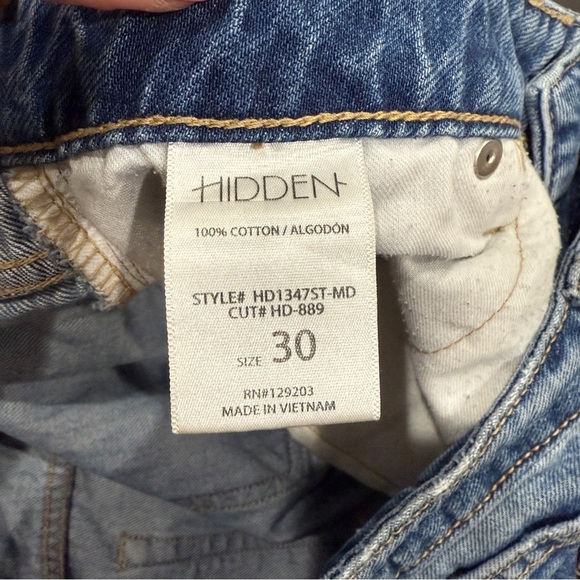 HIDDEN
100% COTTON / ALGODÓN
STYLE# HD1347ST-MD
CUT# HD-889
SIZE 30
RN#129203
MADE IN VIETNAM